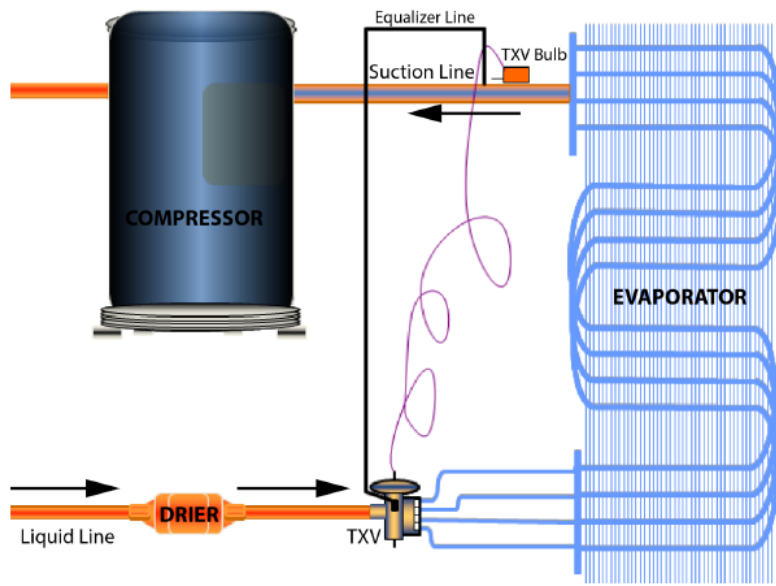 Equalizer Line
TXV Bulb
Suction Line
COMPRESSOR
EVAPORATOR
DRIER
Liquid Line
TXV